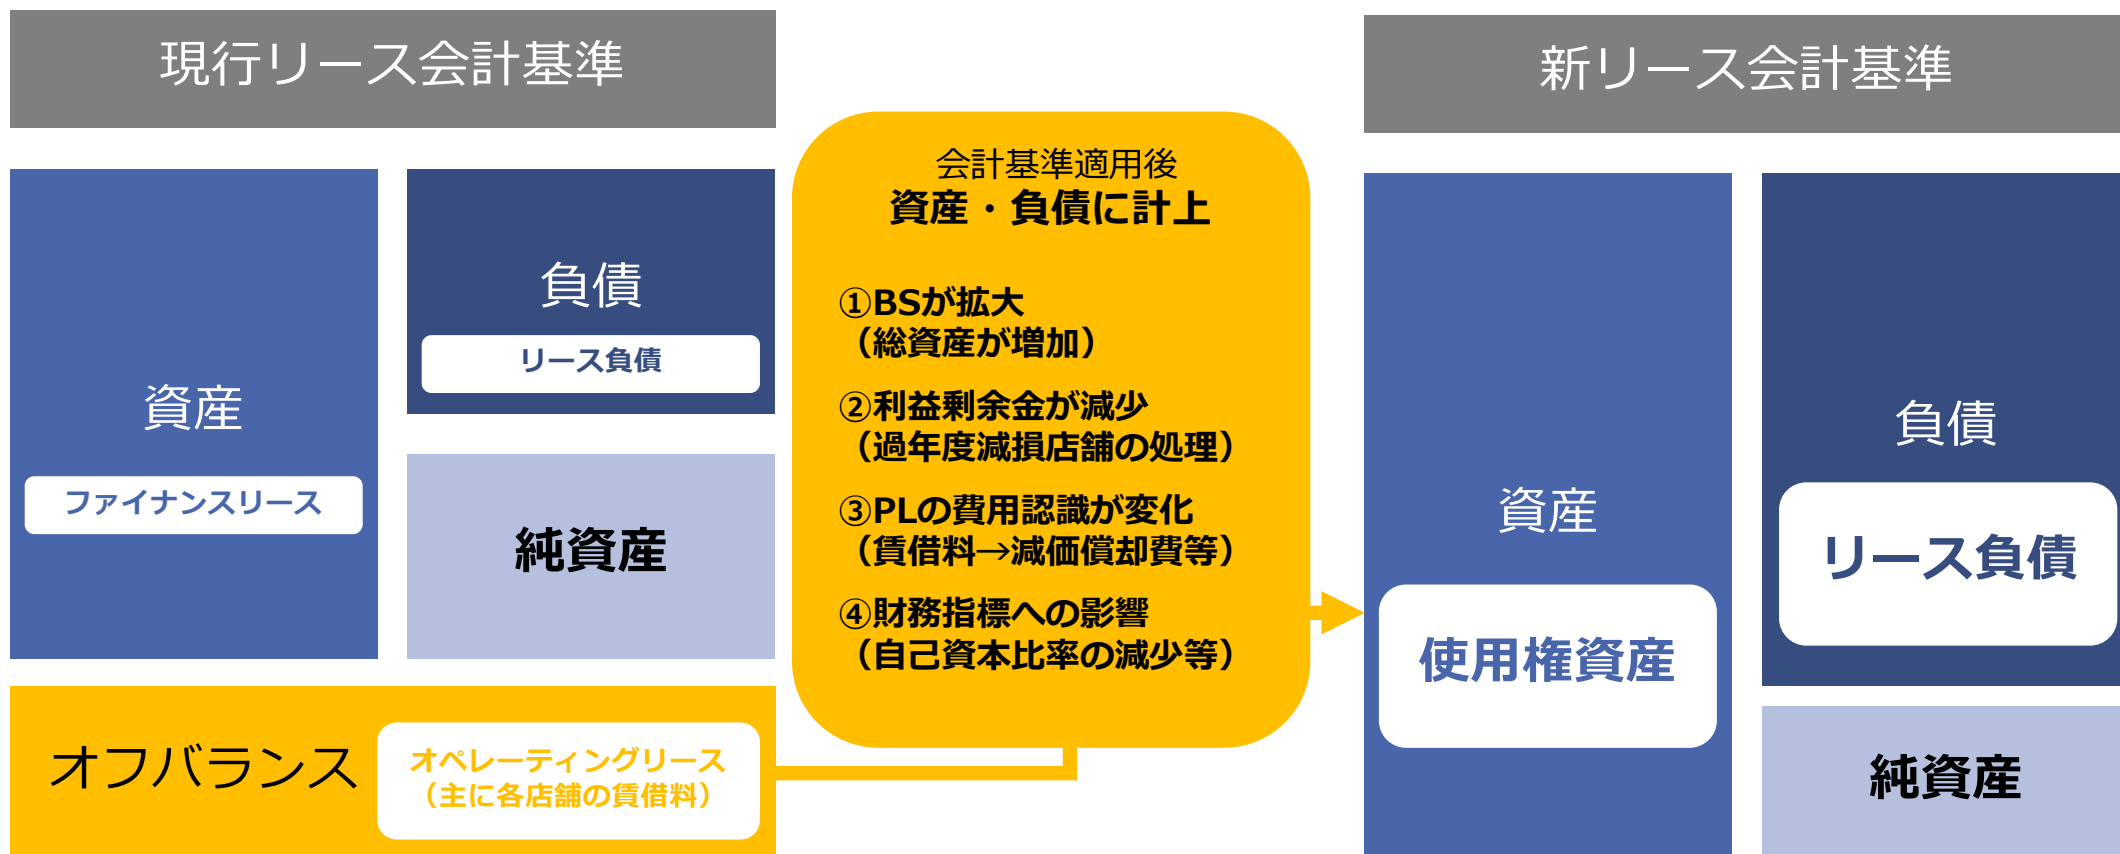 現行リース会計基準
資産
ファイナンスリース
負債
リース負債
純資産
オフバランス
オペレーティングリース
（主に各店舗の賃借料）
会計基準適用後
資産・負債に計上
①BSが拡大
（総資産が増加）
②利益剰余金が減少
（過年度減損店舗の処理）
③PLの費用認識が変化
（賃借料→減価償却費等）
④財務指標への影響
（自己資本比率の減少等）
新リース会計基準
資産
使用権資産
負債
リース負債
純資産